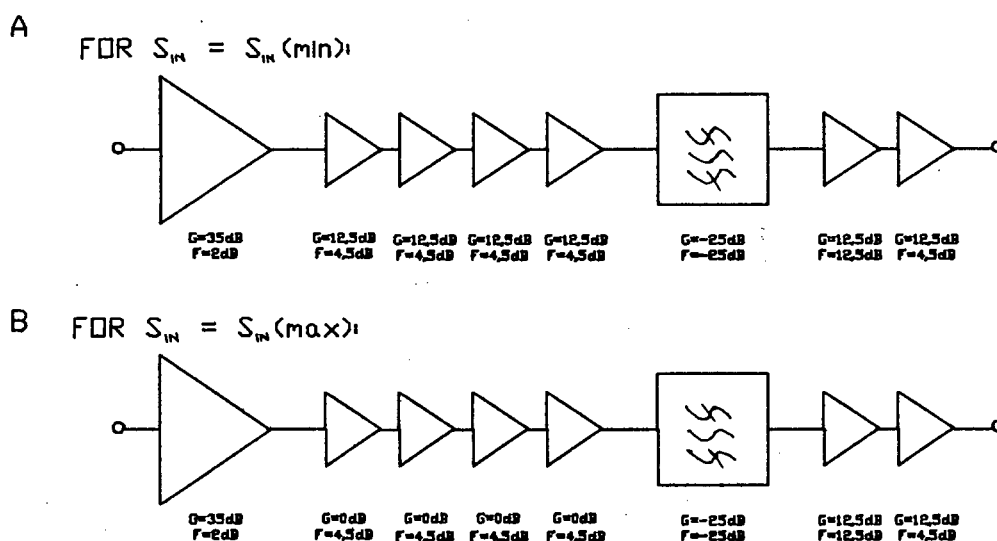 A
FOR S_IN = S_IN (min):
G=35dB G=12,5dB G=12,5dB G=12,5dB G=12,5dB G=-25dB G=12,5dB G=12,5dB
F=2dB F=4,5dB F=4,5dB F=4,5dB F=4,5dB F=-25dB F=12,5dB F=4,5dB
B
FOR S_IN = S_IN (max):
G=35dB G=0dB G=0dB G=0dB G=0dB G=-25dB G=12,5dB G=12,5dB
F=2dB F=4,5dB F=4,5dB F=4,5dB F=4,5dB F=-25dB F=12,5dB F=4,5dB